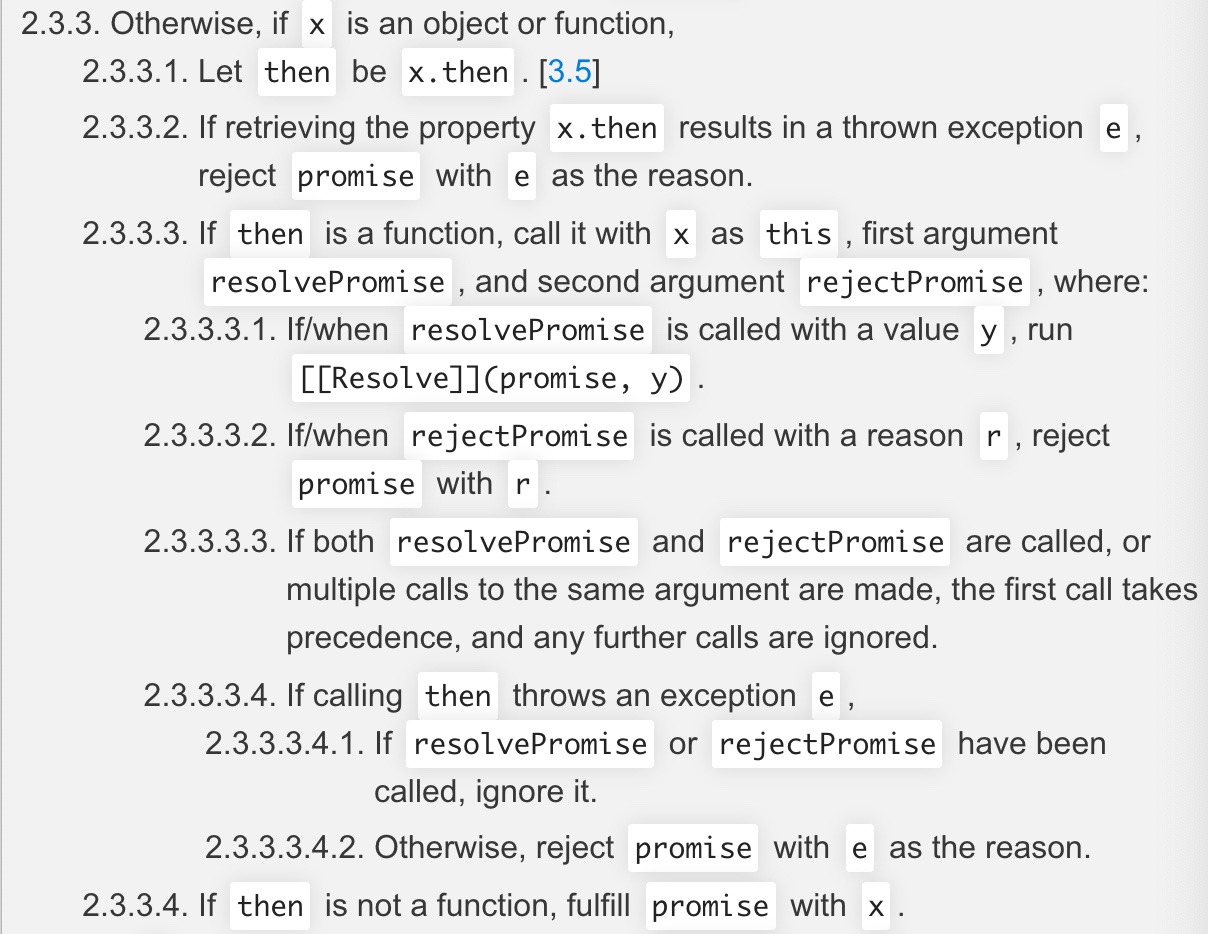 2.3.3. Otherwise, if x is an object or function,
2.3.3.1. Let then be x.then . [3.5]
2.3.3.2. If retrieving the property x.then results in a thrown exception e ,
reject promise with e as the reason.
2.3.3.3. If then is a function, call it with x as this , first argument
resolvePromise , and second argument rejectPromise , where:
2.3.3.3.1. If/when resolvePromise is called with a value y , run
[[Resolve]](promise, y) .
2.3.3.3.2. If/when rejectPromise is called with a reason r , reject
promise with r .
2.3.3.3.3. If both resolvePromise and rejectPromise are called, or
multiple calls to the same argument are made, the first call takes
precedence, and any further calls are ignored.
2.3.3.3.4. If calling then throws an exception e ,
2.3.3.3.4.1. If resolvePromise or rejectPromise have been
called, ignore it.
2.3.3.3.4.2. Otherwise, reject promise with e as the reason.
2.3.3.4. If then is not a function, fulfill promise with x .